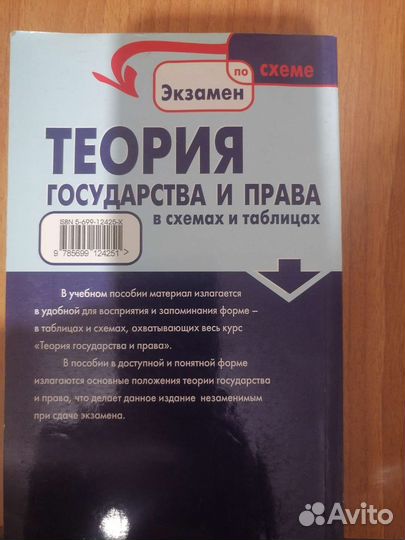 Экзамен по схеме
ТЕОРИЯ
ГОСУДАРСТВА И ПРАВА
в схемах и таблицах
ISBN 5-699-12425-X
9 785699 124251 >
В учебном пособии материал излагается
в удобной для восприятия и запоминания форме –
в таблицах и схемах, охватывающих весь курс
«Теория государства и права».
В пособии в доступной и понятной форме
излагаются основные положения теории государства
и права, что делает данное издание незаменимым
при сдаче экзамена.
Avito